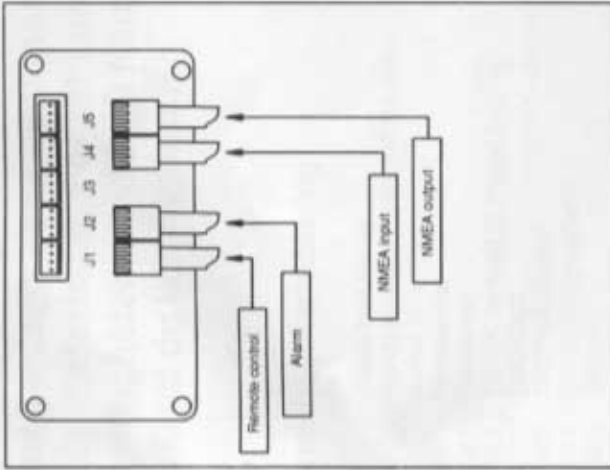 J1 J2 J3 J4 J5
Remote control
Alarm
NMEA input
NMEA output